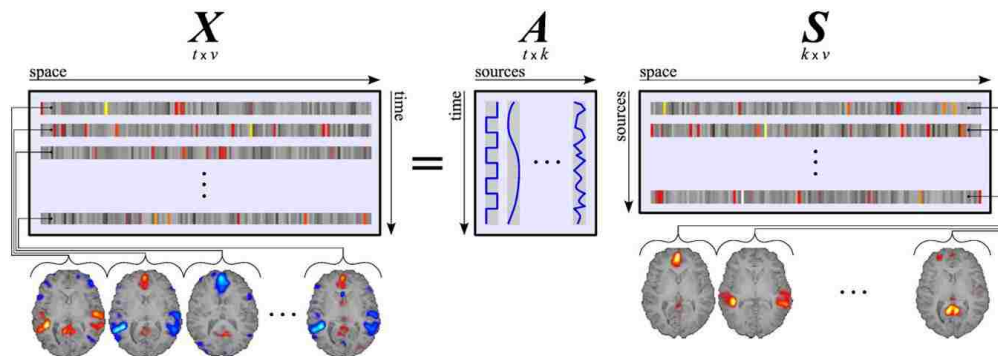 X
t x v
space
time
=
A
t x k
sources
time
S
k x v
space
sources